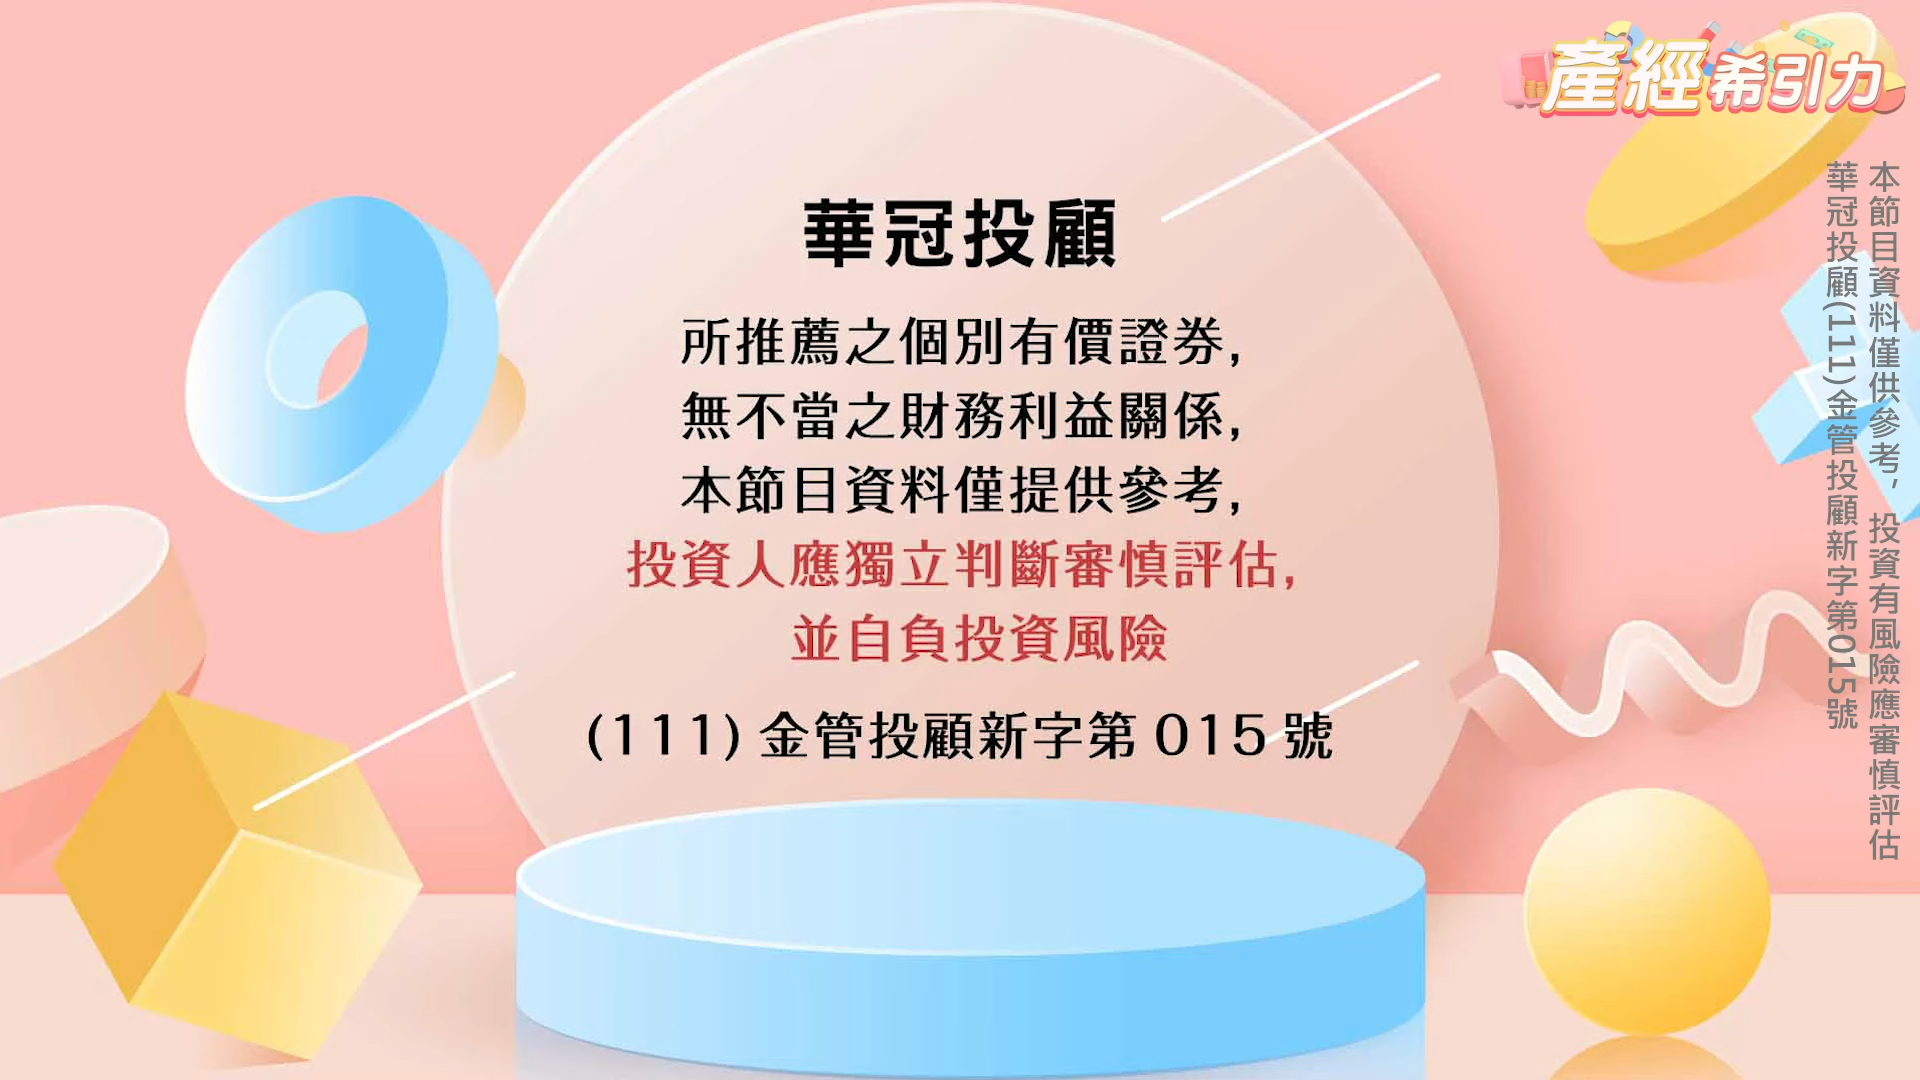 產經希引力
華冠投顧
所推薦之個別有價證券,
無不當之財務利益關係,
本節目資料僅提供參考,
投資人應獨立判斷審慎評估,
並自負投資風險
(111) 金管投顧新字第 015 號
本節目資料僅供參考, 投資有風險應審慎評估
華冠投顧(111)金管投顧新字第015號